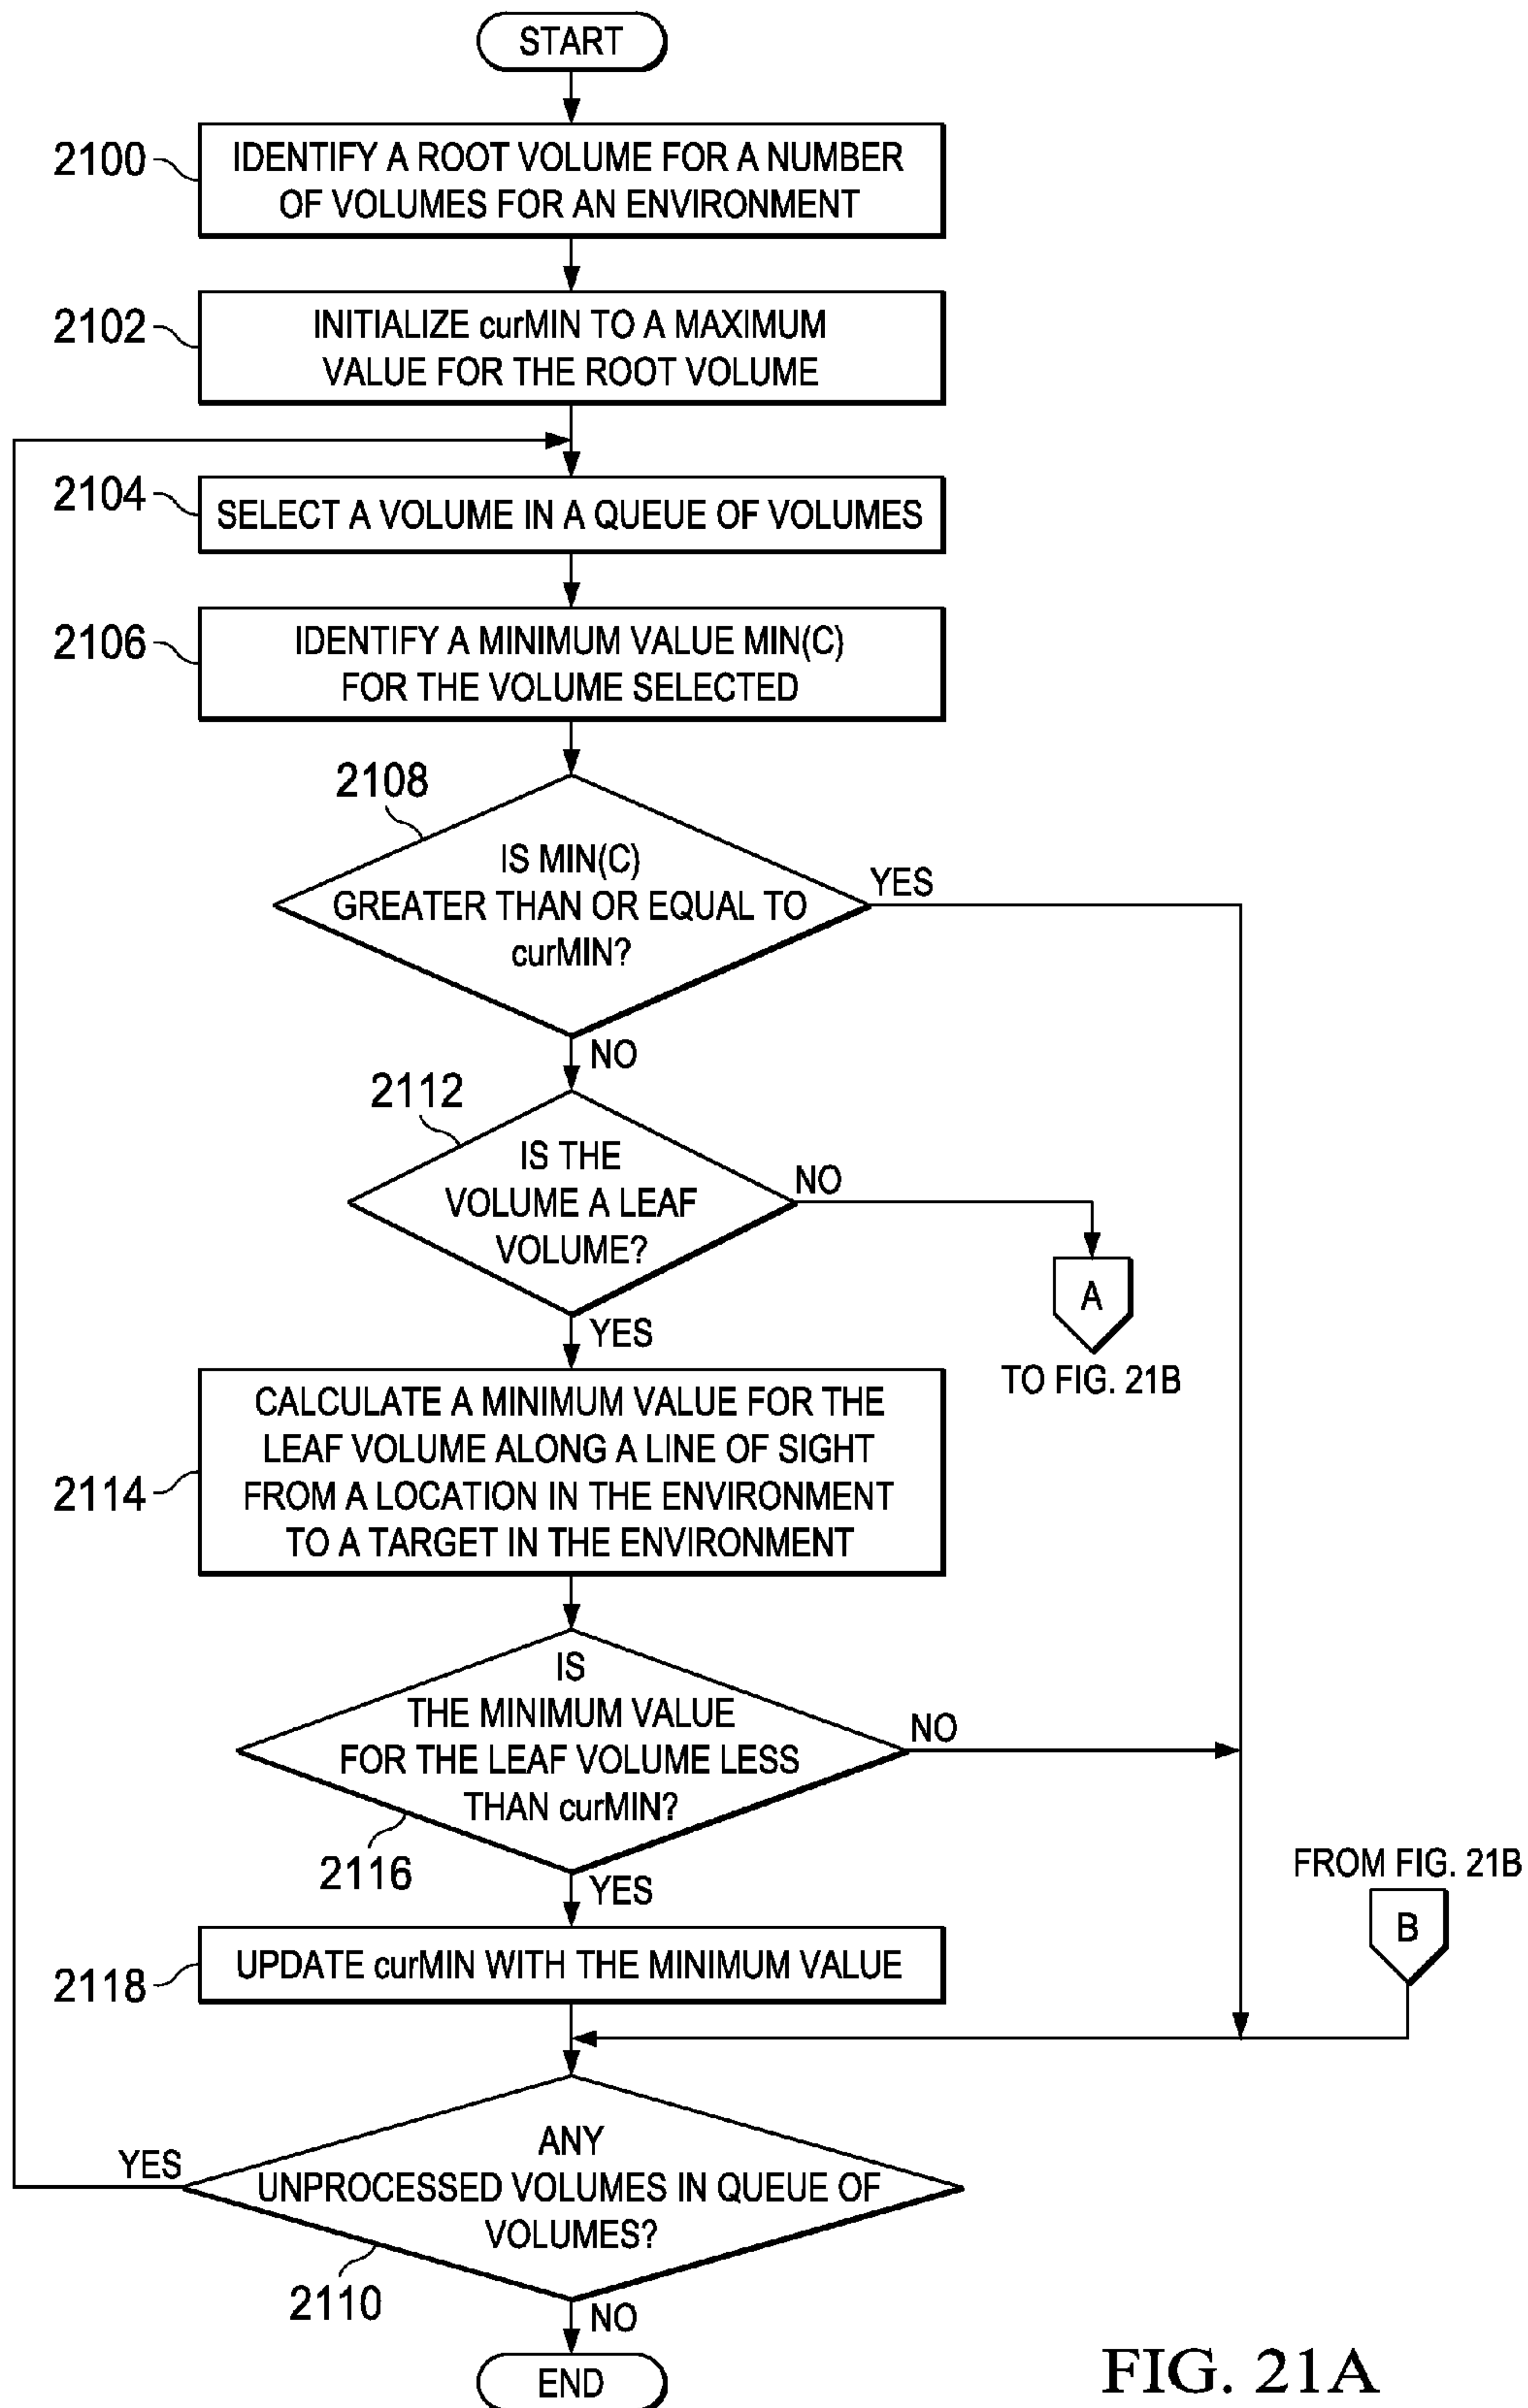 START
2100
IDENTIFY A ROOT VOLUME FOR A NUMBER
OF VOLUMES FOR AN ENVIRONMENT
2102
INITIALIZE curMIN TO A MAXIMUM
VALUE FOR THE ROOT VOLUME
2104
SELECT A VOLUME IN A QUEUE OF VOLUMES
2106
IDENTIFY A MINIMUM VALUE MIN(C)
FOR THE VOLUME SELECTED
2108
IS MIN(C)
GREATER THAN OR EQUAL TO
curMIN?
YES
NO
2112
IS THE
VOLUME A LEAF
VOLUME?
NO
A
TO FIG. 21B
YES
2114
CALCULATE A MINIMUM VALUE FOR THE
LEAF VOLUME ALONG A LINE OF SIGHT
FROM A LOCATION IN THE ENVIRONMENT
TO A TARGET IN THE ENVIRONMENT
IS
THE MINIMUM VALUE
FOR THE LEAF VOLUME LESS
THAN curMIN?
NO
2116
YES
FROM FIG. 21B
B
2118
UPDATE curMIN WITH THE MINIMUM VALUE
ANY
UNPROCESSED VOLUMES IN QUEUE OF
VOLUMES?
YES
2110
NO
END
FIG. 21A